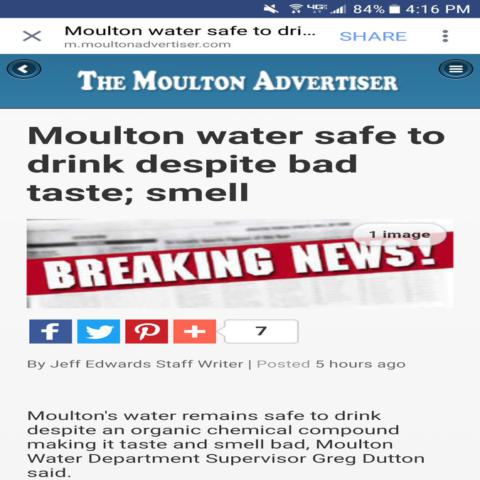 4G 84% 4:16 PM
Moulton water safe to dri... SHARE
m.moultonadvertiser.com
THE MOULTON ADVERTISER
Moulton water safe to
drink despite bad
taste; smell
1 image
BREAKING NEWS!
7
By Jeff Edwards Staff Writer | Posted 5 hours ago
Moulton's water remains safe to drink
despite an organic chemical compound
making it taste and smell bad, Moulton
Water Department Supervisor Greg Dutton
said.